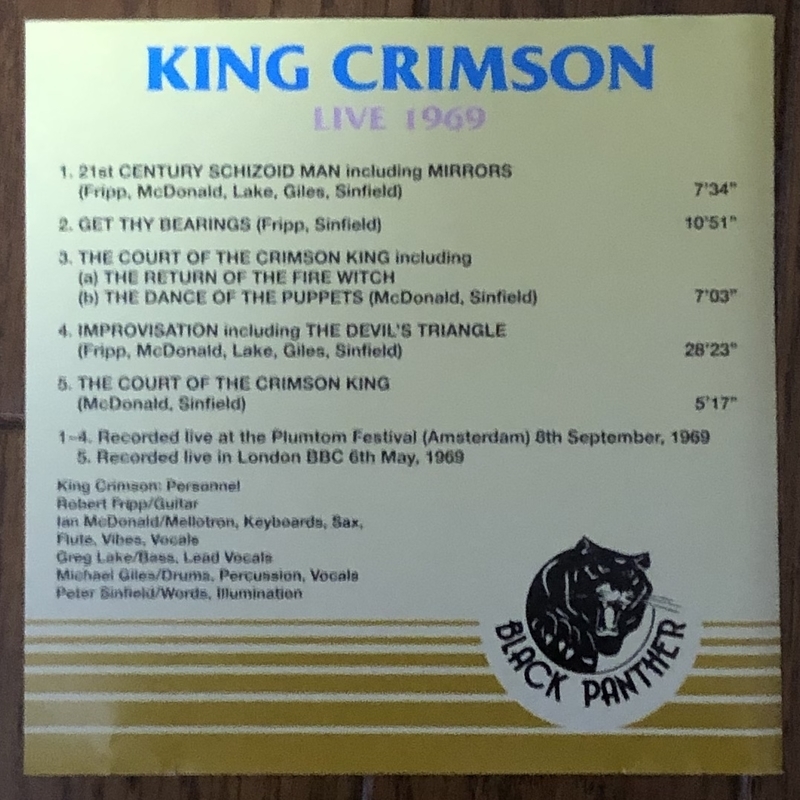 KING CRIMSON
LIVE 1969
1. 21st CENTURY SCHIZOID MAN including MIRRORS
(Fripp, McDonald, Lake, Giles, Sinfield) 7'34"
2. GET THY BEARINGS (Fripp, Sinfield) 10'51"
3. THE COURT OF THE CRIMSON KING including
(a) THE RETURN OF THE FIRE WITCH
(b) THE DANCE OF THE PUPPETS (McDonald, Sinfield) 7'03"
4. IMPROVISATION including THE DEVIL'S TRIANGLE
(Fripp, McDonald, Lake, Giles, Sinfield) 28'23"
5. THE COURT OF THE CRIMSON KING
(McDonald, Sinfield) 5'17"
1-4. Recorded live at the Plumtom Festival (Amsterdam) 8th September, 1969
5. Recorded live in London BBC 6th May, 1969
King Crimson: Personnel
Robert Fripp/Guitar
Ian McDonald/Mellotron, Keyboards, Sax,
Flute, Vibes, Vocals
Greg Lake/Bass, Lead Vocals
Michael Giles/Drums, Percussion, Vocals
Peter Sinfield/Words, Illumination
BLACK PANTHER